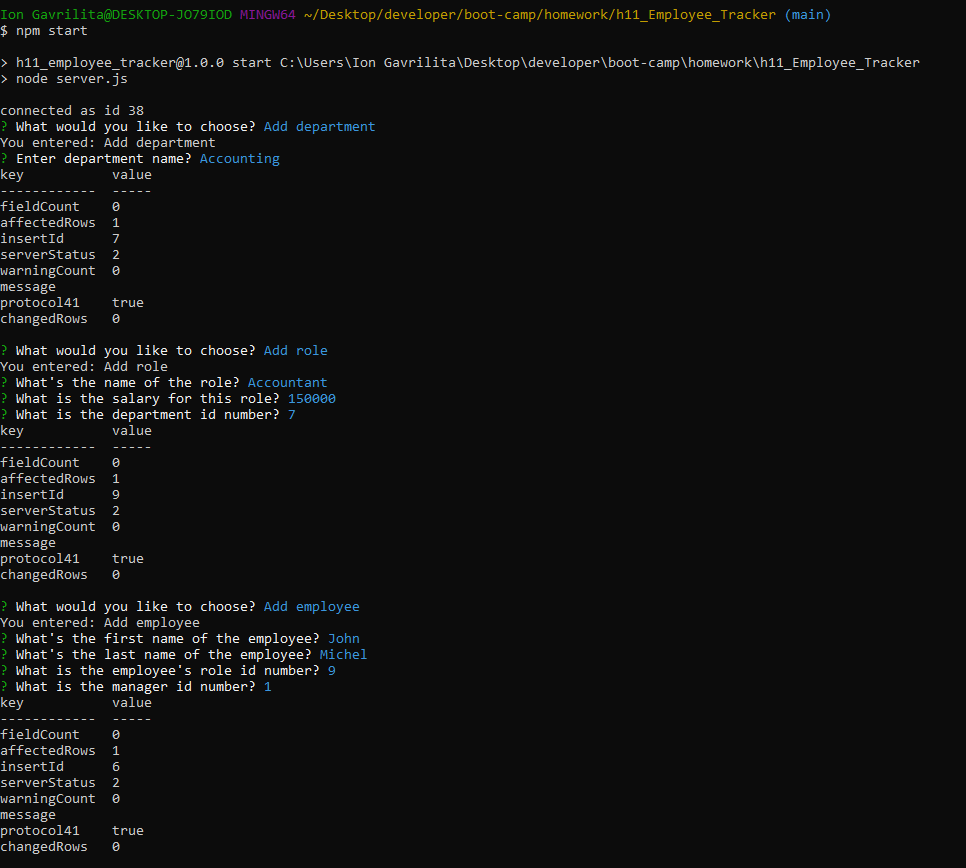 Ion Gavrilita@DESKTOP-JO79IOD MINGW64 ~/Desktop/developer/boot-camp/homework/h11_Employee_Tracker (main)
$ npm start
> h11_employee_tracker@1.0.0 start C:\Users\Ion Gavrilita\Desktop\developer\boot-camp\homework\h11_Employee_Tracker
> node server.js
connected as id 38
? What would you like to choose? Add department
You entered: Add department
? Enter department name? Accounting
key           value
------------  -----
fieldCount    0
affectedRows  1
insertId      7
serverStatus  2
warningCount  0
message
protocol41    true
changedRows   0
? What would you like to choose? Add role
You entered: Add role
? What's the name of the role? Accountant
? What is the salary for this role? 150000
? What is the department id number? 7
key           value
------------  -----
fieldCount    0
affectedRows  1
insertId      9
serverStatus  2
warningCount  0
message
protocol41    true
changedRows   0
? What would you like to choose? Add employee
You entered: Add employee
? What's the first name of the employee? John
? What's the last name of the employee? Michel
? What is the employee's role id number? 9
? What is the manager id number? 1
key           value
------------  -----
fieldCount    0
affectedRows  1
insertId      6
serverStatus  2
warningCount  0
message
protocol41    true
changedRows   0